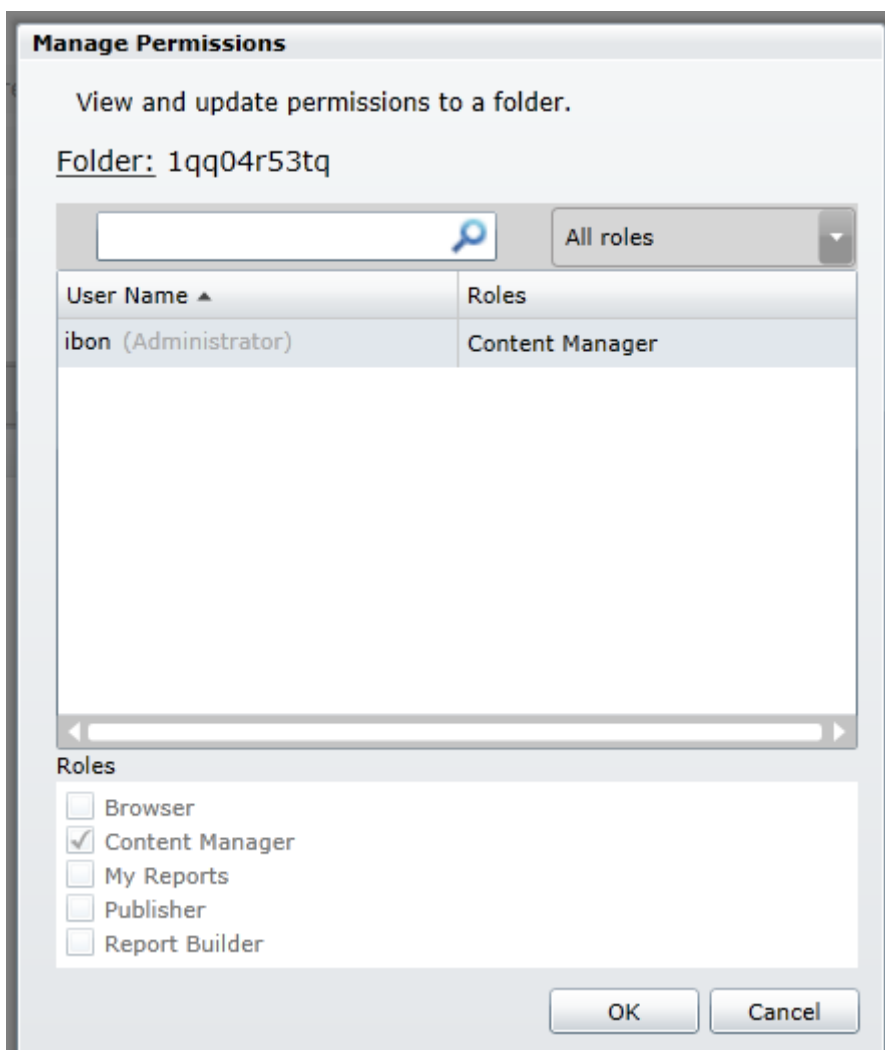 Manage Permissions
View and update permissions to a folder.
Folder: 1qq04r53tq
All roles
User Name Roles
ibon (Administrator) Content Manager
Roles
Browser
Content Manager
My Reports
Publisher
Report Builder
OK Cancel